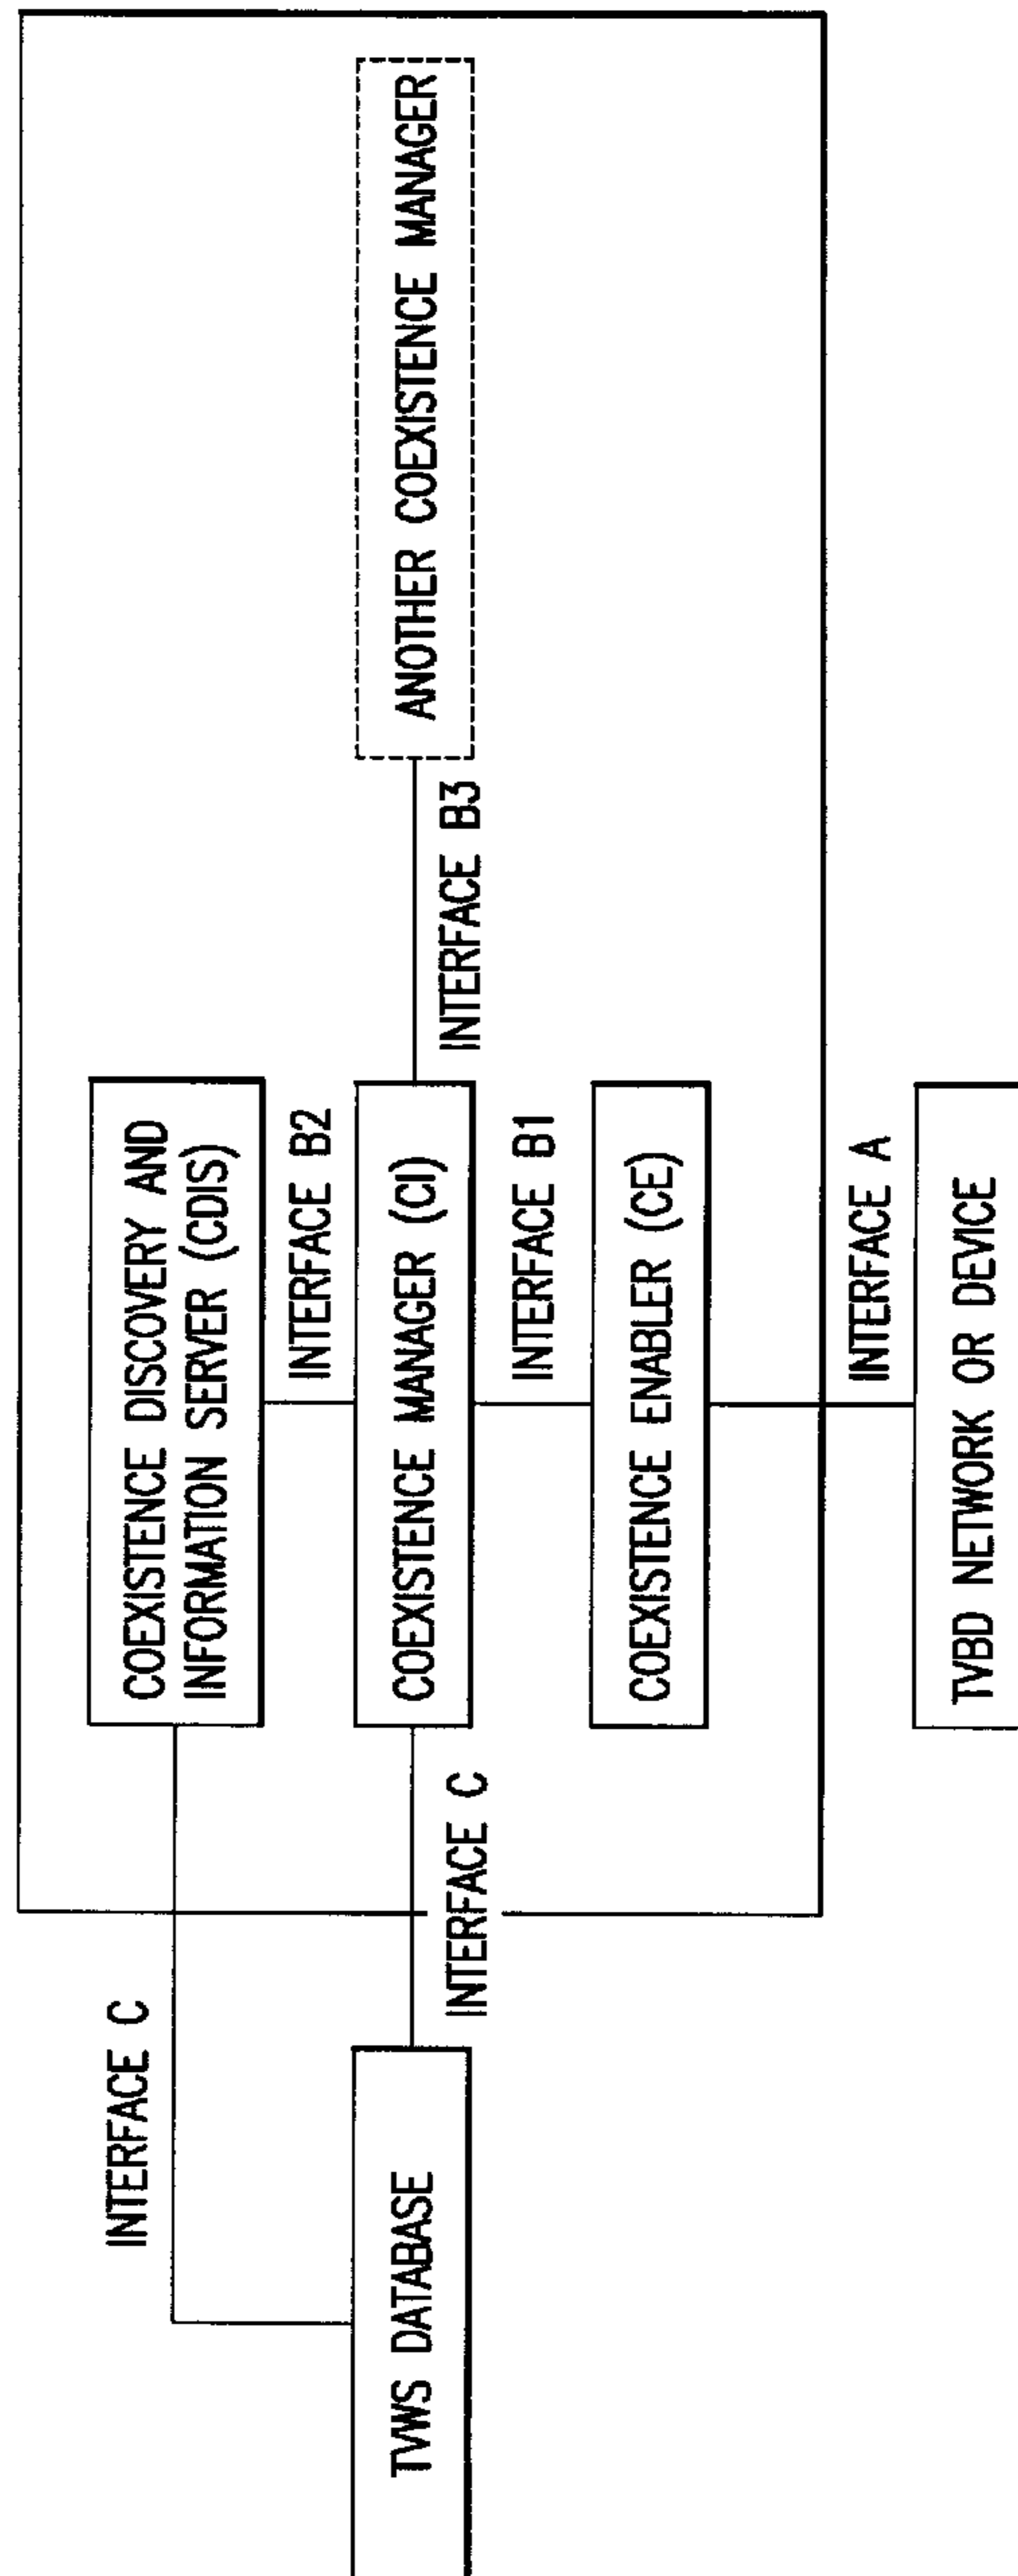 COEXISTENCE DISCOVERY AND
INFORMATION SERVER (CDIS)
INTERFACE C
INTERFACE B2
TVWS DATABASE
INTERFACE C
COEXISTENCE MANAGER (CI)
INTERFACE B3
ANOTHER COEXISTENCE MANAGER
INTERFACE B1
COEXISTENCE ENABLER (CE)
INTERFACE A
TVBD NETWORK OR DEVICE